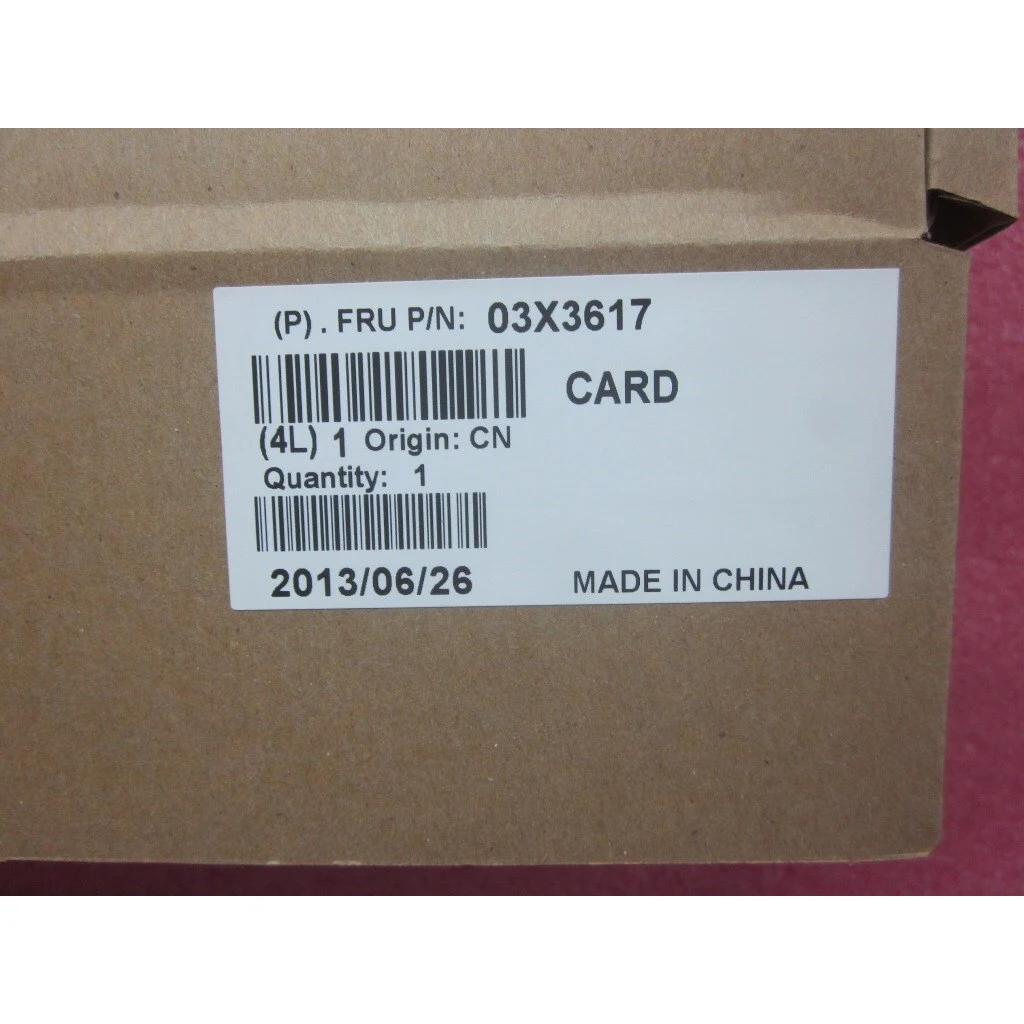 (P) . FRU P/N: 03X3617
CARD
(4L) 1 Origin: CN
Quantity: 1
2013/06/26 MADE IN CHINA